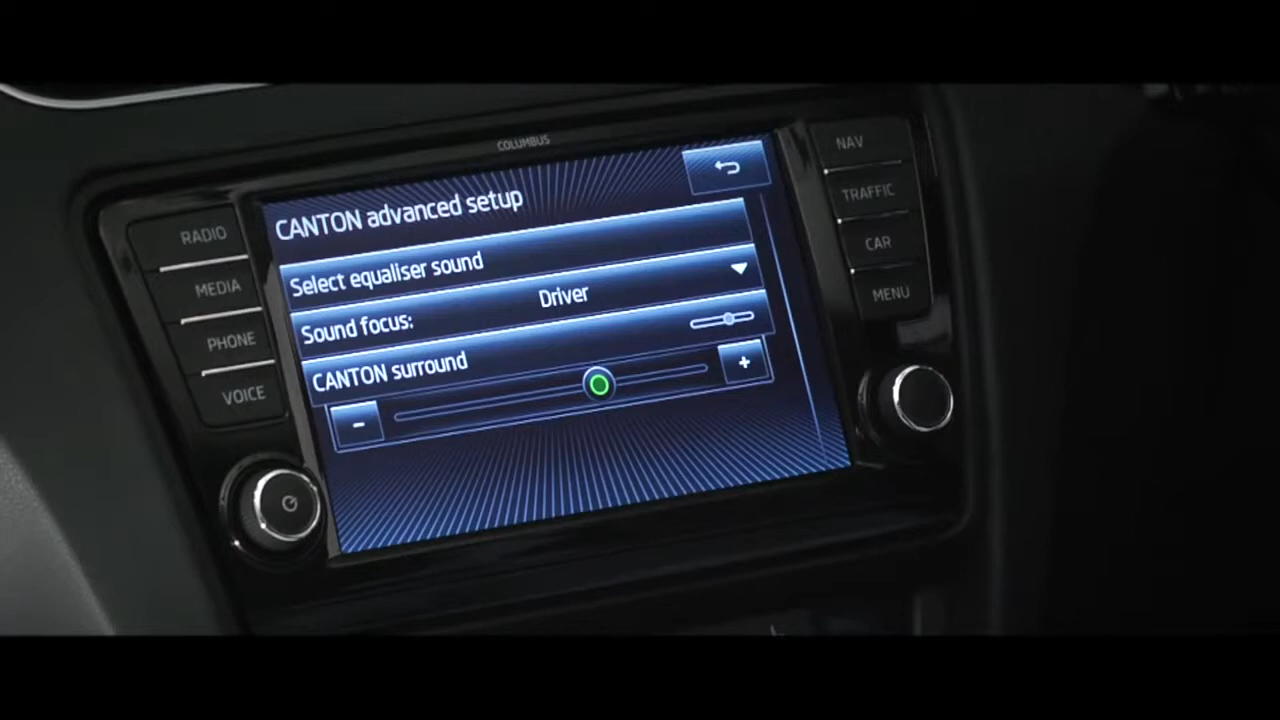 COLUMBUS
RADIO
MEDIA
PHONE
VOICE
CANTON advanced setup
Select equaliser sound
Sound focus: Driver
CANTON surround
- +
NAV
TRAFFIC
CAR
MENU